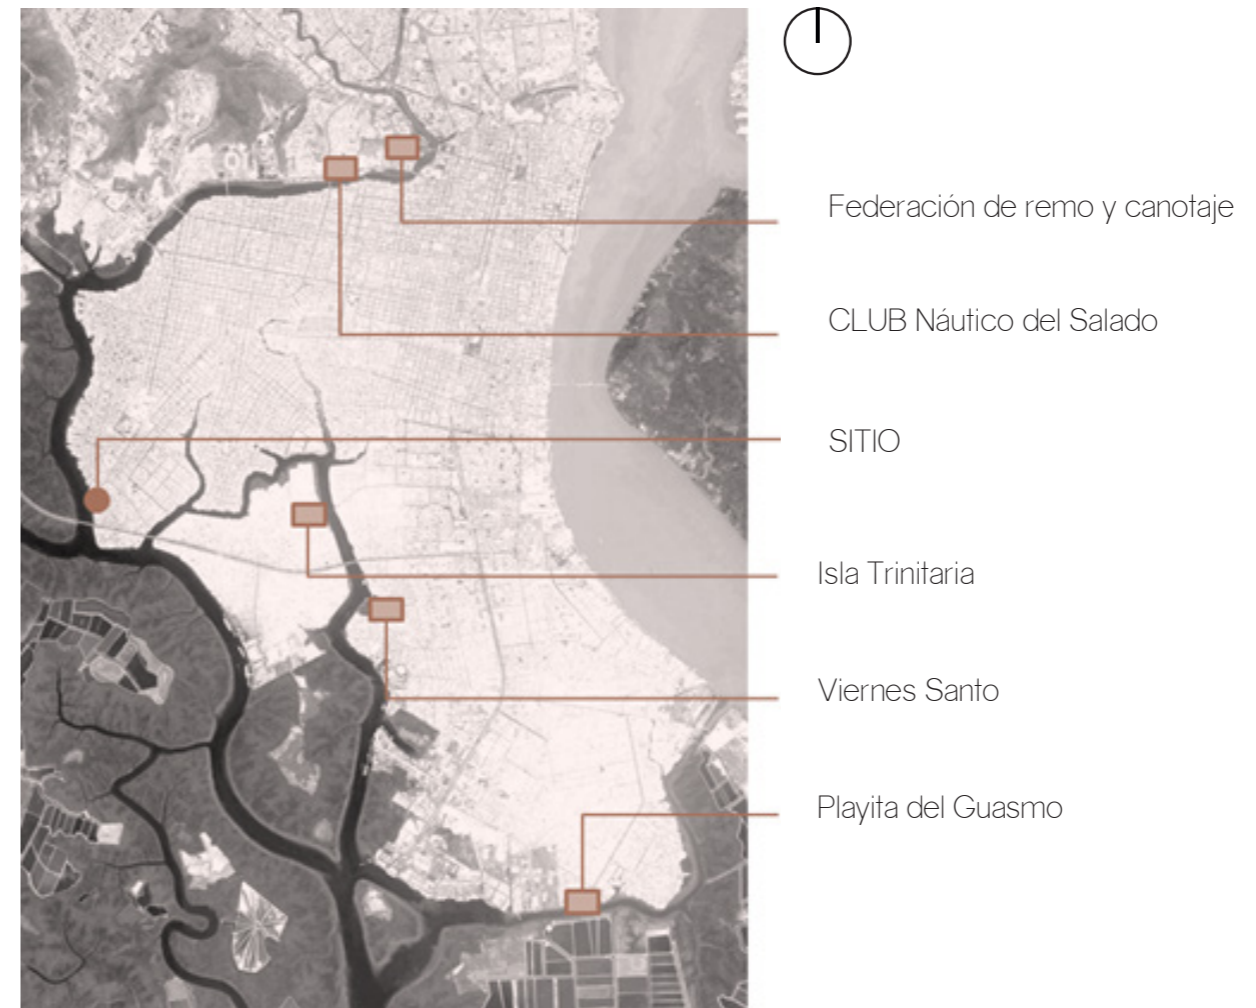 Federación de remo y canotaje
CLUB Náutico del Salado
SITIO
Isla Trinitaria
Viernes Santo
Playita del Guasmo